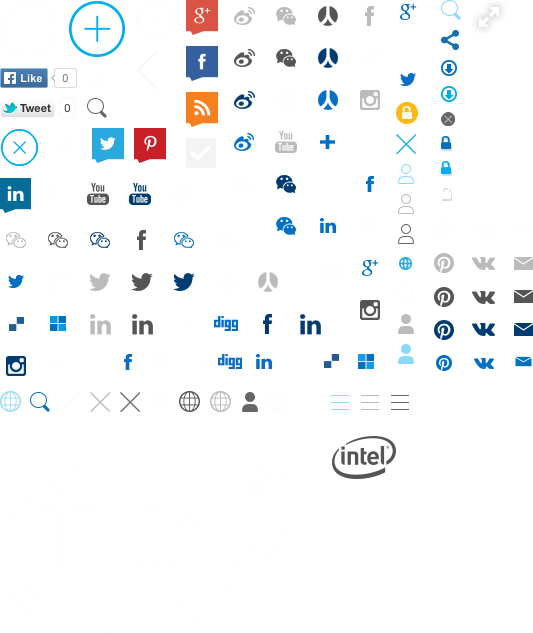 g+
f
f Like 0
Tweet 0
in
You Tube You Tube
You Tube
f
f
in
g+
f
in in
digg f in
f
digg in
intel